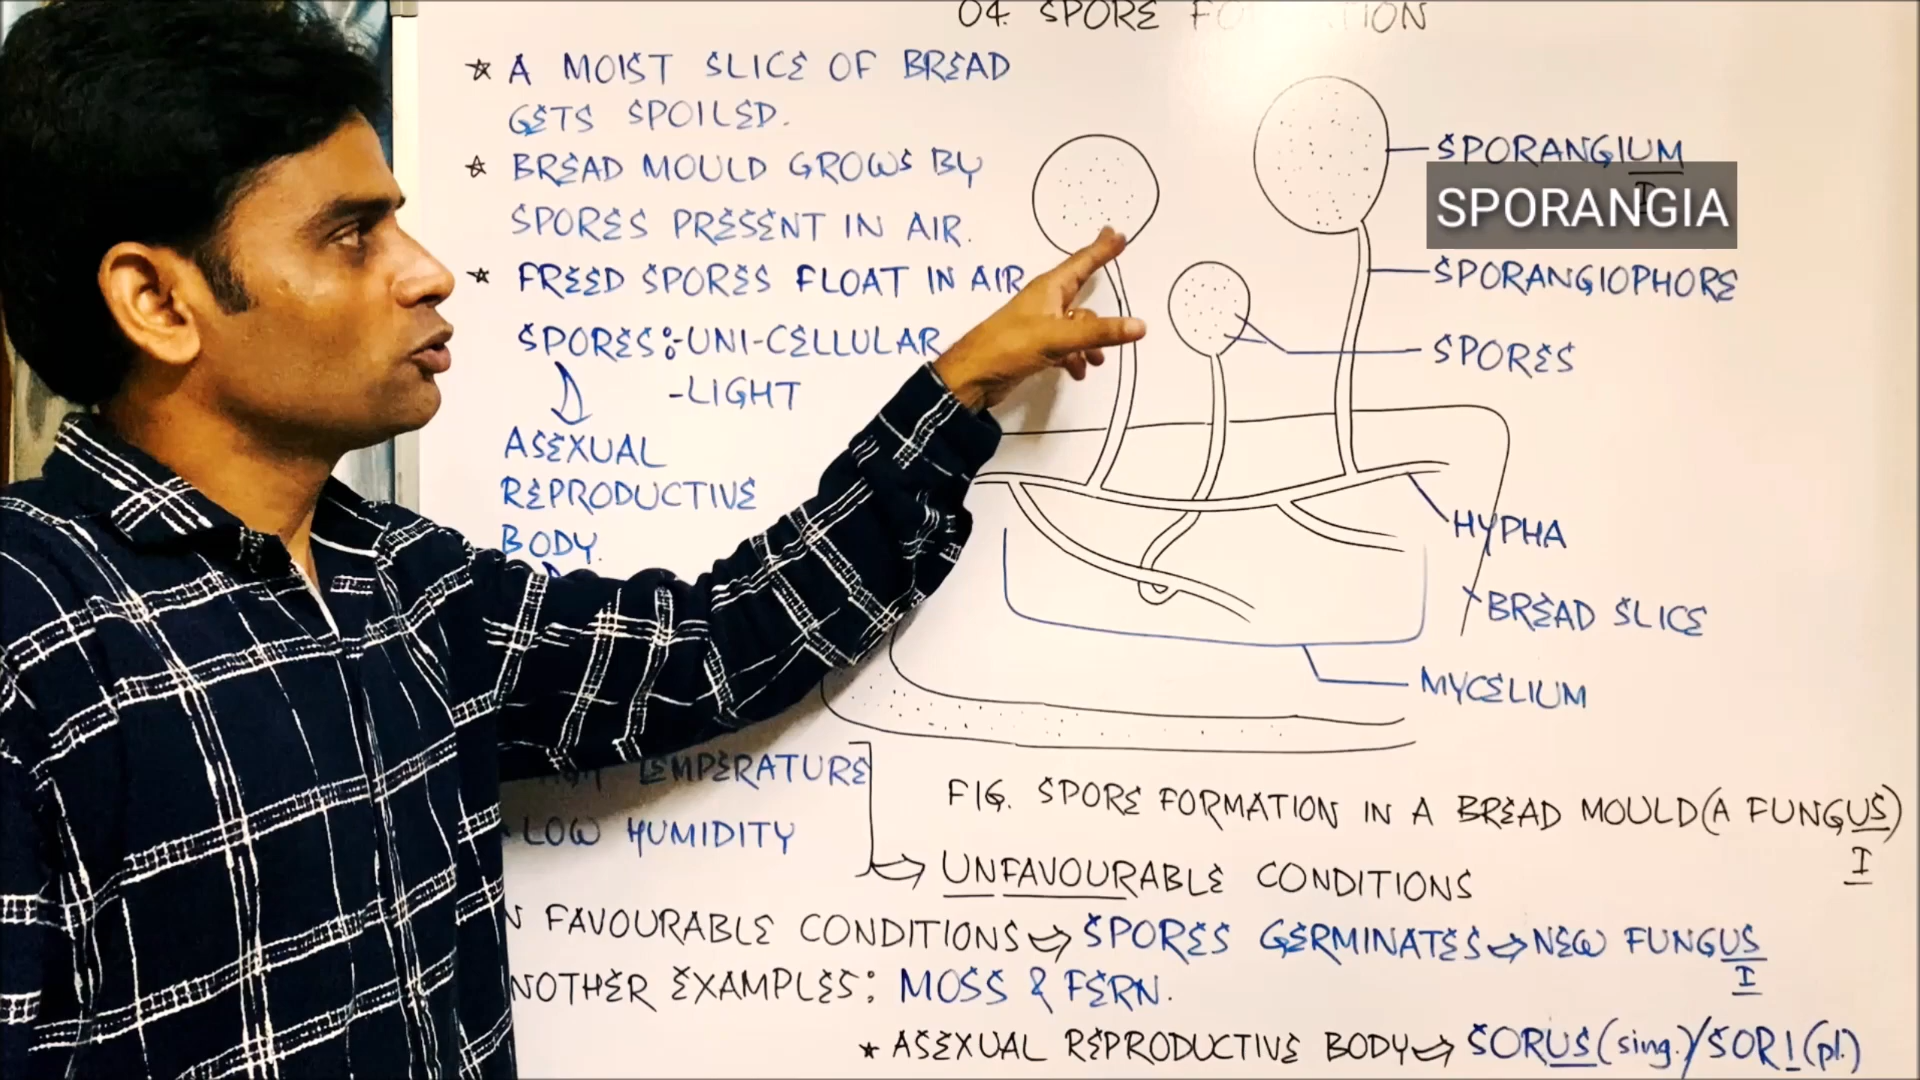 04. SPORE FORMATION
★ A MOIST SLICE OF BREAD
GETS SPOILED.
★ BREAD MOULD GROWS BY
SPORES PRESENT IN AIR.
★ FREED SPORES FLOAT IN AIR
SPORES:-UNI-CELLULAR
-LIGHT
ASEXUAL
REPRODUCTIVE
BODY.
TEMPERATURE
LOW HUMIDITY
SPORANGIUM
SPORANGIA
SPORANGIOPHORE
SPORES
HYPHA
BREAD SLICE
MYCELIUM
FIG. SPORE FORMATION IN A BREAD MOULD (A FUNGUS)
I
UNFAVOURABLE CONDITIONS
N FAVOURABLE CONDITIONS → SPORES GERMINATES → NEW FUNGUS
I
NOTHER EXAMPLES: MOSS & FERN.
★ ASEXUAL REPRODUCTIVE BODY → SORUS (sing.)/SORI (pl.)